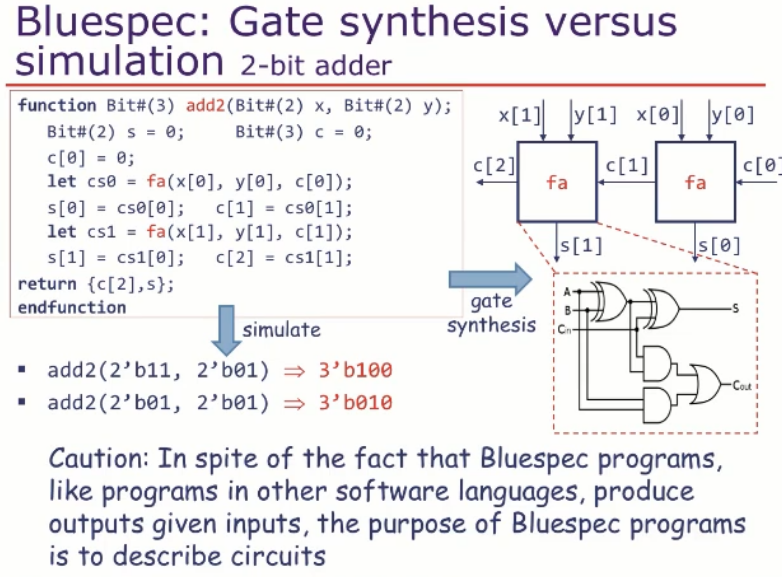 Bluespec: Gate synthesis versus
simulation 2-bit adder
function Bit#(3) add2(Bit#(2) x, Bit#(2) y);
Bit#(2) s = 0; Bit#(3) c = 0;
c[0] = 0;
let cs0 = fa(x[0], y[0], c[0]);
s[0] = cs0[0]; c[1] = cs0[1];
let cs1 = fa(x[1], y[1], c[1]);
s[1] = cs1[0]; c[2] = cs1[1];
return {c[2],s};
endfunction
x[1] y[1] x[0] y[0]
c[2] fa c[1] fa c[0]
s[1] s[0]
gate
synthesis
A
B
Cin
S
Cout
simulate
▪ add2(2’b11, 2’b01) ⇒ 3’b100
▪ add2(2’b01, 2’b01) ⇒ 3’b010
Caution: In spite of the fact that Bluespec programs,
like programs in other software languages, produce
outputs given inputs, the purpose of Bluespec programs
is to describe circuits